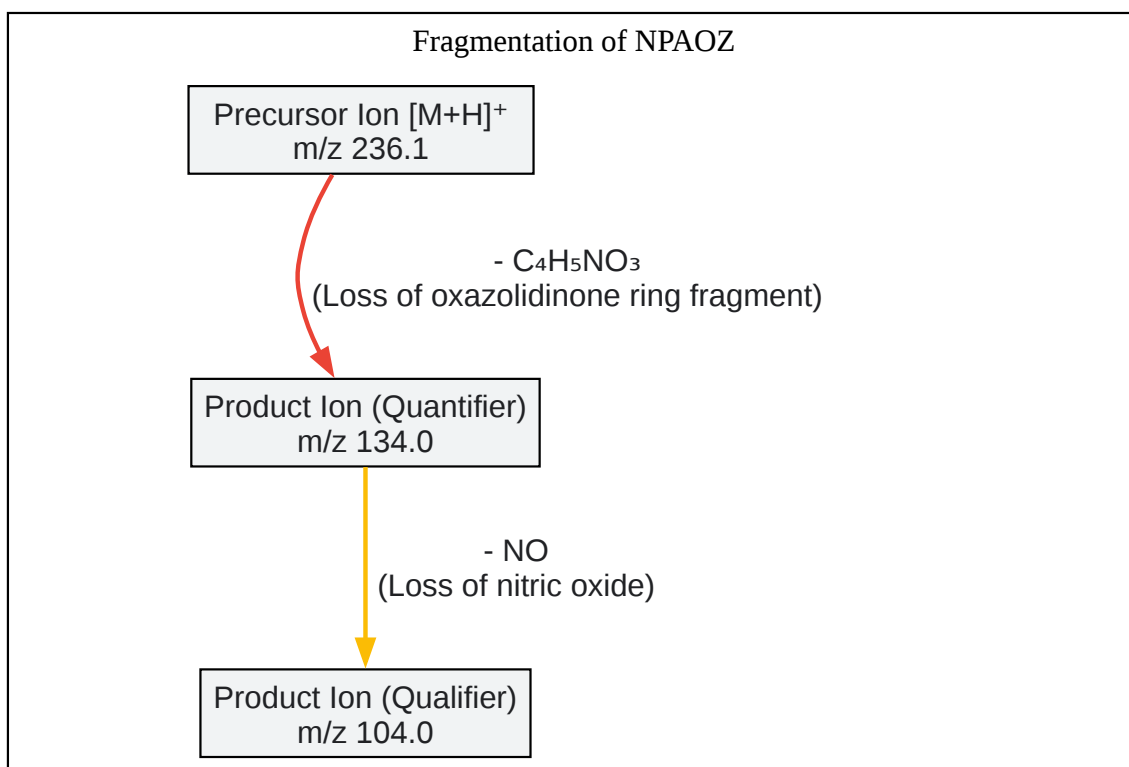 Fragmentation of NPAOZ
Precursor Ion [M+H]⁺
m/z 236.1
- C₄H₅NO₃
(Loss of oxazolidinone ring fragment)
Product Ion (Quantifier)
m/z 134.0
- NO
(Loss of nitric oxide)
Product Ion (Qualifier)
m/z 104.0